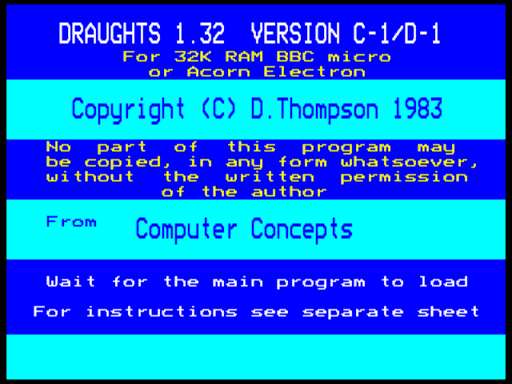 DRAUGHTS 1.32 VERSION C-1/D-1
For 32K RAM BBC micro
or Acorn Electron
Copyright (C) D.Thompson 1983
No part of this program may
be copied, in any form whatsoever,
without the written permission
of the author
From Computer Concepts
Wait for the main program to load
For instructions see separate sheet